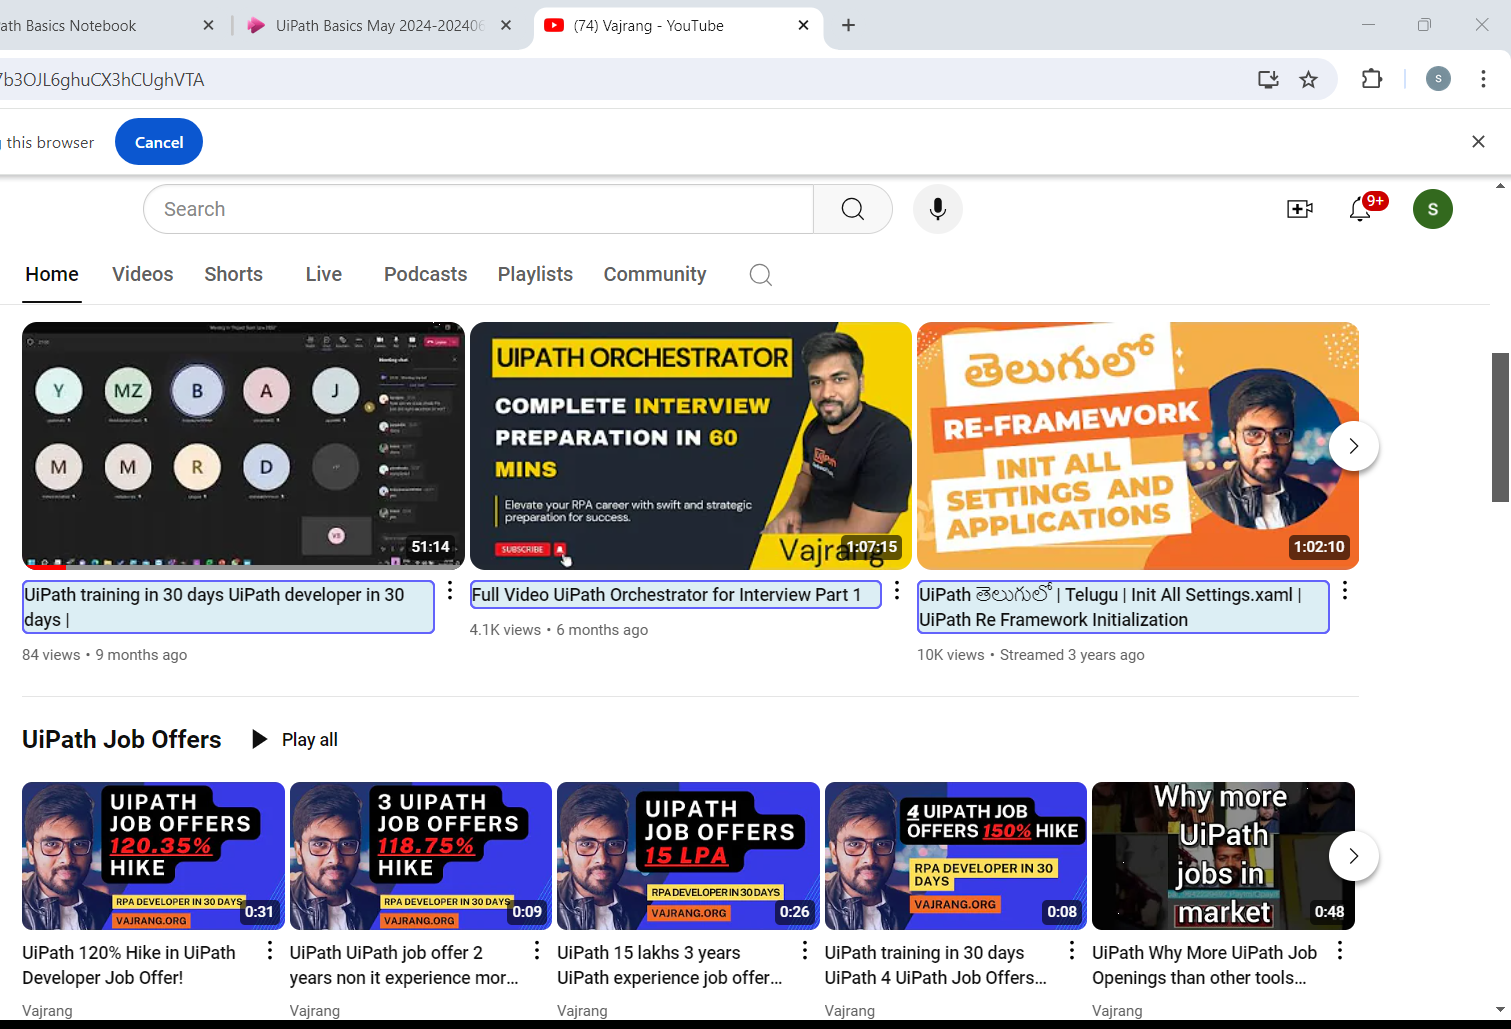 ath Basics Notebook
UiPath Basics May 2024-202406
(74) Vajrang - YouTube
7b3OJL6ghuCX3hCUghVTA
S
this browser
Cancel
Search
9+
S
Home
Videos
Shorts
Live
Podcasts
Playlists
Community
Y
MZ
B
A
J
M
M
R
D
VB
51:14
UIPATH ORCHESTRATOR
COMPLETE INTERVIEW
PREPARATION IN 60
MINS
Elevate your RPA career with swift and strategic
preparation for success.
SUBSCRIBE
Vajrang
1:07:15
తెలుగులో
RE-FRAMEWORK
INIT ALL
SETTINGS AND
APPLICATIONS
1:02:10
UiPath training in 30 days UiPath developer in 30
days |
84 views • 9 months ago
Full Video UiPath Orchestrator for Interview Part 1
4.1K views • 6 months ago
UiPath తెలుగులో | Telugu | Init All Settings.xaml |
UiPath Re Framework Initialization
10K views • Streamed 3 years ago
UiPath Job Offers
Play all
UIPATH
JOB OFFERS
120.35%
HIKE
RPA DEVELOPER IN 30 DAYS
VAJRANG.ORG
0:31
3 UIPATH
JOB OFFERS
118.75%
HIKE
RPA DEVELOPER IN 30 DAYS
VAJRANG.ORG
0:09
UIPATH
JOB OFFERS
15 LPA
RPA DEVELOPER IN 30 DAYS
VAJRANG.ORG
0:26
4 UIPATH JOB
OFFERS 150% HIKE
RPA DEVELOPER IN 30
DAYS
VAJRANG.ORG
0:08
Why more
UiPath
jobs in
market
0:48
UiPath 120% Hike in UiPath
Developer Job Offer!
Vajrang
UiPath UiPath job offer 2
years non it experience mor...
Vajrang
UiPath 15 lakhs 3 years
UiPath experience job offer...
Vajrang
UiPath training in 30 days
UiPath 4 UiPath Job Offers...
Vajrang
UiPath Why More UiPath Job
Openings than other tools...
Vajrang